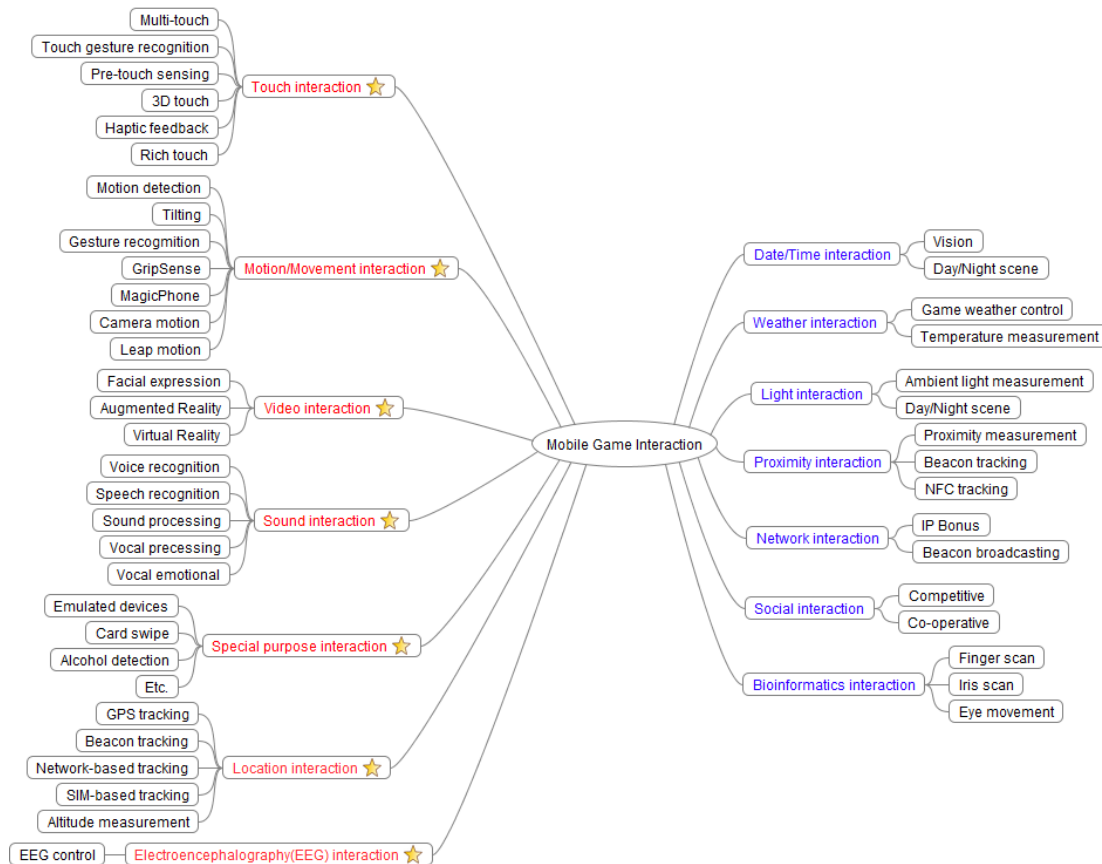 Multi-touch
Touch gesture recognition
Pre-touch sensing
3D touch
Haptic feedback
Rich touch
Touch interaction
Motion detection
Tilting
Gesture recogmition
GripSense
MagicPhone
Camera motion
Leap motion
Motion/Movement interaction
Facial expression
Augmented Reality
Virtual Reality
Video interaction
Voice recognition
Speech recognition
Sound processing
Vocal precessing
Vocal emotional
Sound interaction
Emulated devices
Card swipe
Alcohol detection
Etc.
Special purpose interaction
GPS tracking
Beacon tracking
Network-based tracking
SIM-based tracking
Altitude measurement
Location interaction
EEG control
Electroencephalography(EEG) interaction
Mobile Game Interaction
Date/Time interaction
Vision
Day/Night scene
Weather interaction
Game weather control
Temperature measurement
Light interaction
Ambient light measurement
Day/Night scene
Proximity interaction
Proximity measurement
Beacon tracking
NFC tracking
Network interaction
IP Bonus
Beacon broadcasting
Social interaction
Competitive
Co-operative
Bioinformatics interaction
Finger scan
Iris scan
Eye movement